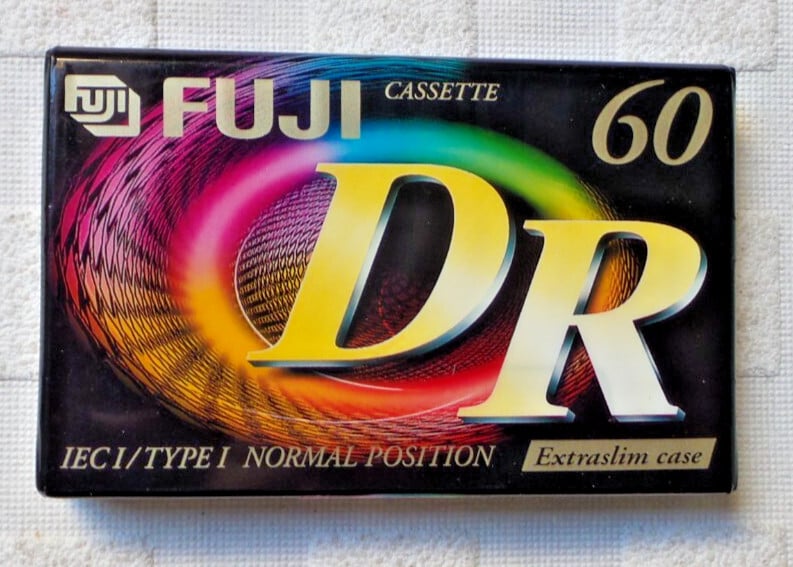 FUJI FUJI CASSETTE 60
DR
IEC I/TYPE I NORMAL POSITION Extraslim case